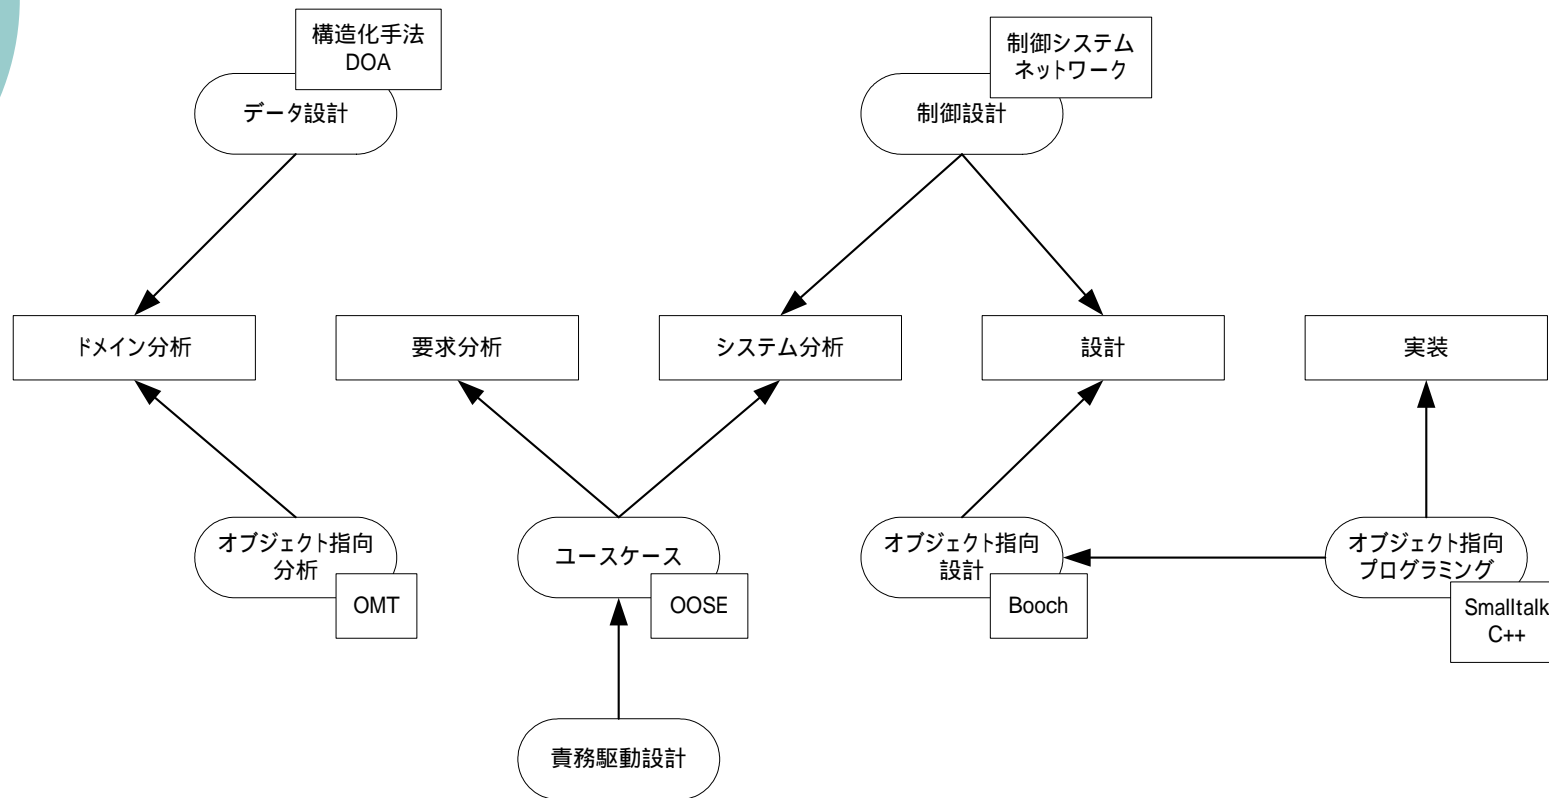 構造化手法
DOA
データ設計
制御システム
ネットワーク
制御設計
ドメイン分析
要求分析
システム分析
設計
実装
オブジェクト指向
分析
OMT
ユースケース
OOSE
オブジェクト指向
設計
Booch
オブジェクト指向
プログラミング
Smalltalk
C++
責務駆動設計